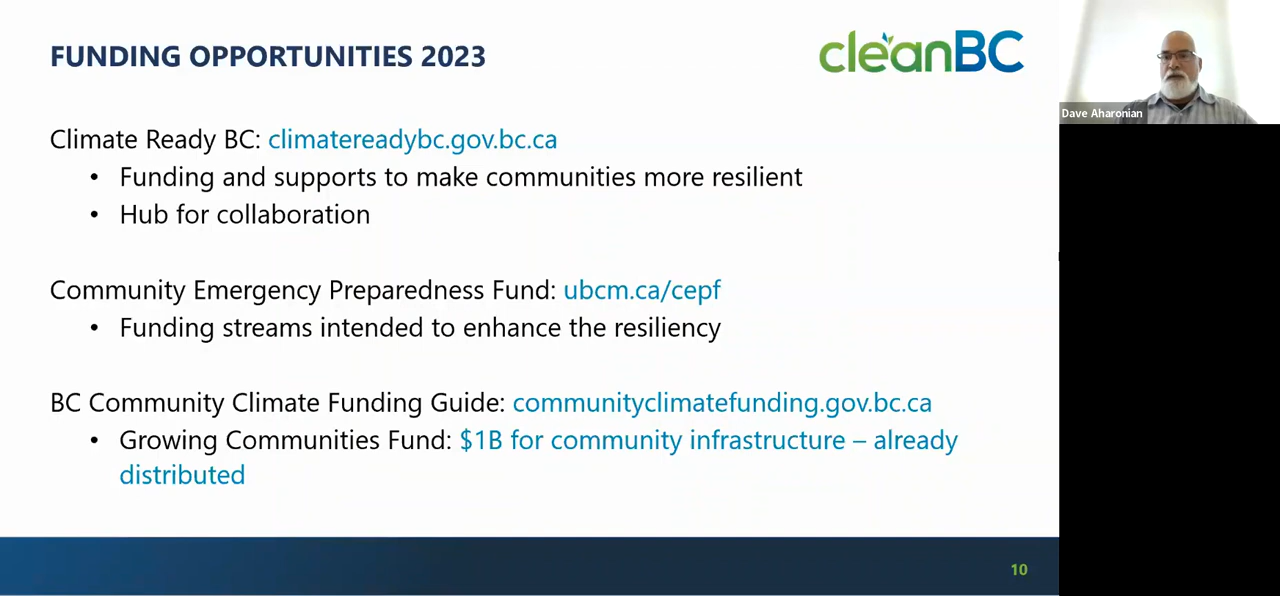 FUNDING OPPORTUNITIES 2023
cleanBC
Dave Aharonian
Climate Ready BC: climatereadybc.gov.bc.ca
• Funding and supports to make communities more resilient
• Hub for collaboration
Community Emergency Preparedness Fund: ubcm.ca/cepf
• Funding streams intended to enhance the resiliency
BC Community Climate Funding Guide: communityclimatefunding.gov.bc.ca
• Growing Communities Fund: $1B for community infrastructure – already
distributed
10